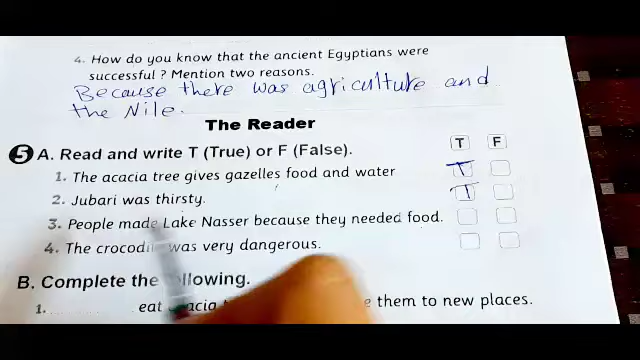 4. How do you know that the ancient Egyptians were
successful ? Mention two reasons.
Because there was agriculture and
the Nile.
The Reader
5 A. Read and write T (True) or F (False). T F
1. The acacia tree gives gazelles food and water T
2. Jubari was thirsty. T
3. People made Lake Nasser because they needed food.
4. The crocodile was very dangerous.
B. Complete the following.
1. eat acacia them to new places.